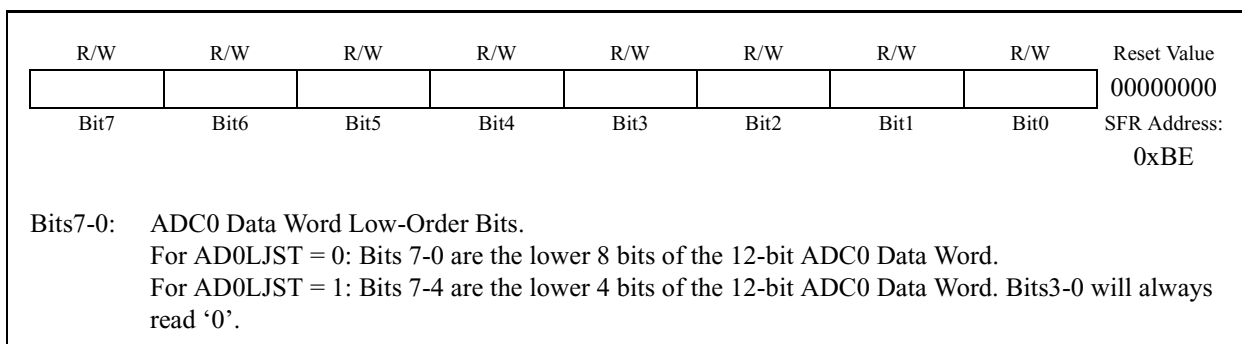 R/W R/W R/W R/W R/W R/W R/W R/W Reset Value
00000000
Bit7 Bit6 Bit5 Bit4 Bit3 Bit2 Bit1 Bit0 SFR Address:
0xBE
Bits7-0: ADC0 Data Word Low-Order Bits.
For AD0LJST = 0: Bits 7-0 are the lower 8 bits of the 12-bit ADC0 Data Word.
For AD0LJST = 1: Bits 7-4 are the lower 4 bits of the 12-bit ADC0 Data Word. Bits3-0 will always
read ‘0’.